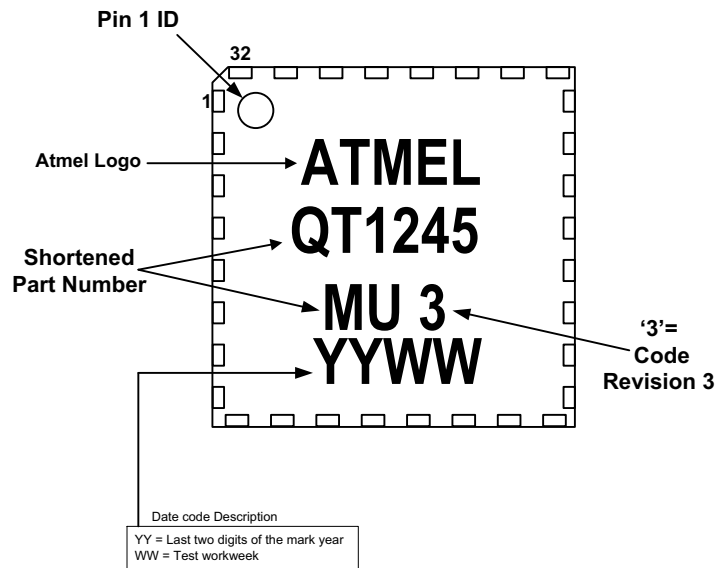 Pin 1 ID
32
1
Atmel Logo
ATMEL
QT1245
Shortened
Part Number
MU 3
YYWW
‘3’=
Code
Revision 3
Date code Description
YY = Last two digits of the mark year
WW = Test workweek